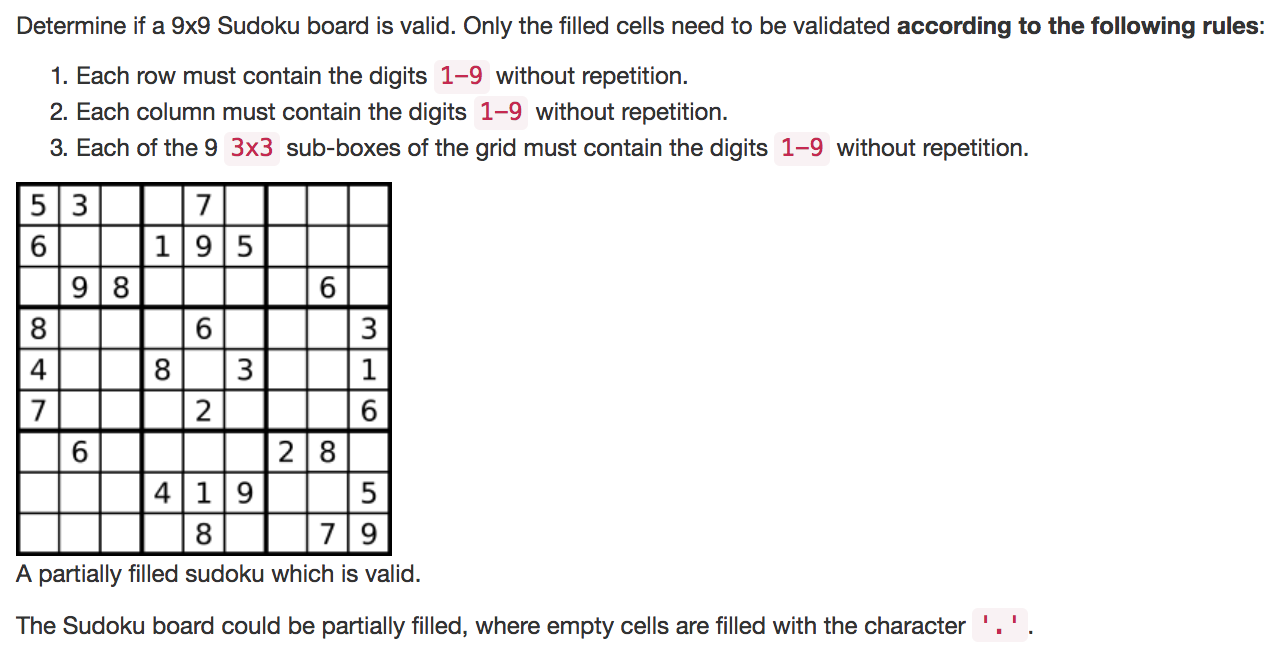 Determine if a 9x9 Sudoku board is valid. Only the filled cells need to be validated according to the following rules:
1. Each row must contain the digits 1-9 without repetition.
2. Each column must contain the digits 1-9 without repetition.
3. Each of the 9 3x3 sub-boxes of the grid must contain the digits 1-9 without repetition.
5 3 7
6 1 9 5
9 8 6
8 6 3
4 8 3 1
7 2 6
6 2 8
4 1 9 5
8 7 9
A partially filled sudoku which is valid.
The Sudoku board could be partially filled, where empty cells are filled with the character '.'.